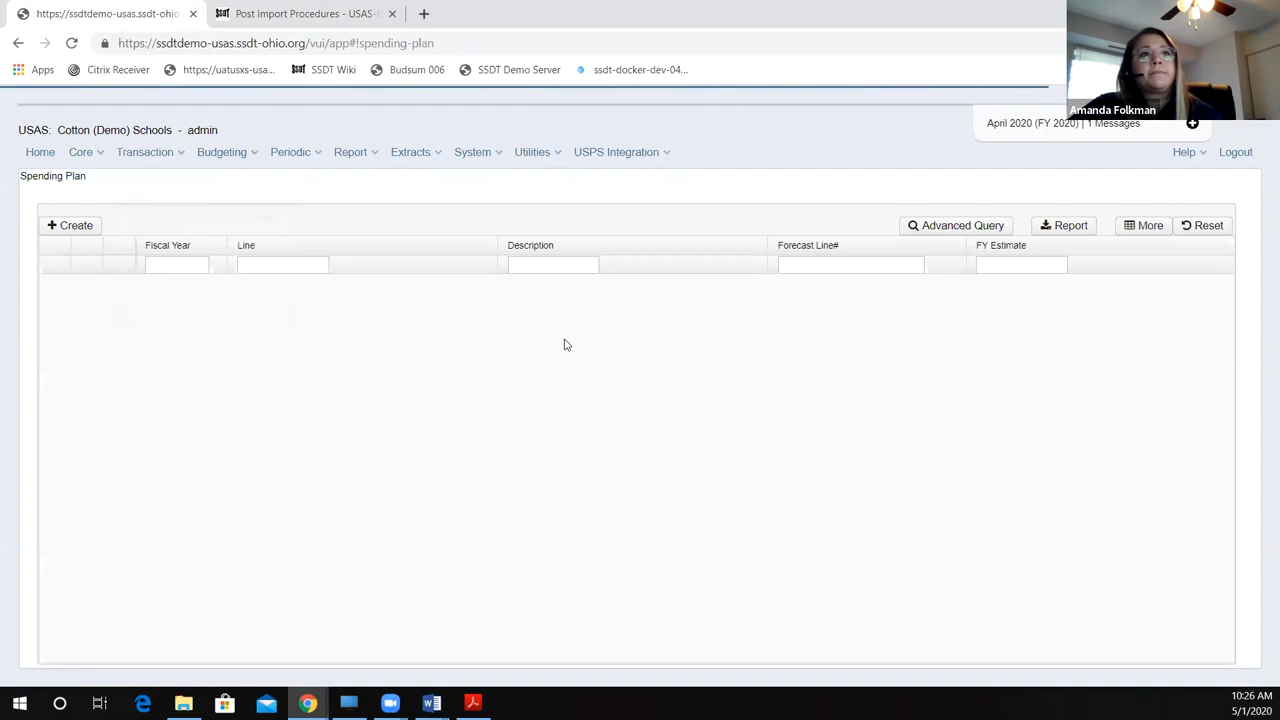 https://ssdtdemo-usas.ssdt-ohio
SSDT Post Import Procedures - USAS-
https://ssdtdemo-usas.ssdt-ohio.org/vui/app#!spending-plan
Apps Citrix Receiver https://uatusxs-usa... SSDT SSDT Wiki Budsum 006 SSDT Demo Server ssdt-docker-dev-04...
Amanda Folkman
USAS: Cotton (Demo) Schools - admin
April 2020 (FY 2020) | 1 Messages
Home Core Transaction Budgeting Periodic Report Extracts System Utilities USPS Integration Help Logout
Spending Plan
Create Advanced Query Report More Reset
Fiscal Year Line Description Forecast Line# FY Estimate
10:26 AM
5/1/2020